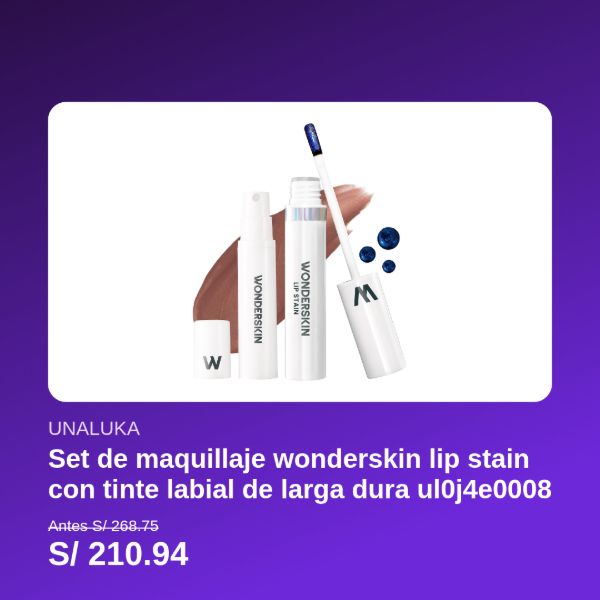 WONDERSKIN
WONDERSKIN
LIP STAIN
W
UNALUKA
Set de maquillaje wonderskin lip stain
con tinte labial de larga dura ul0j4e0008
Antes S/ 268.75
S/ 210.94